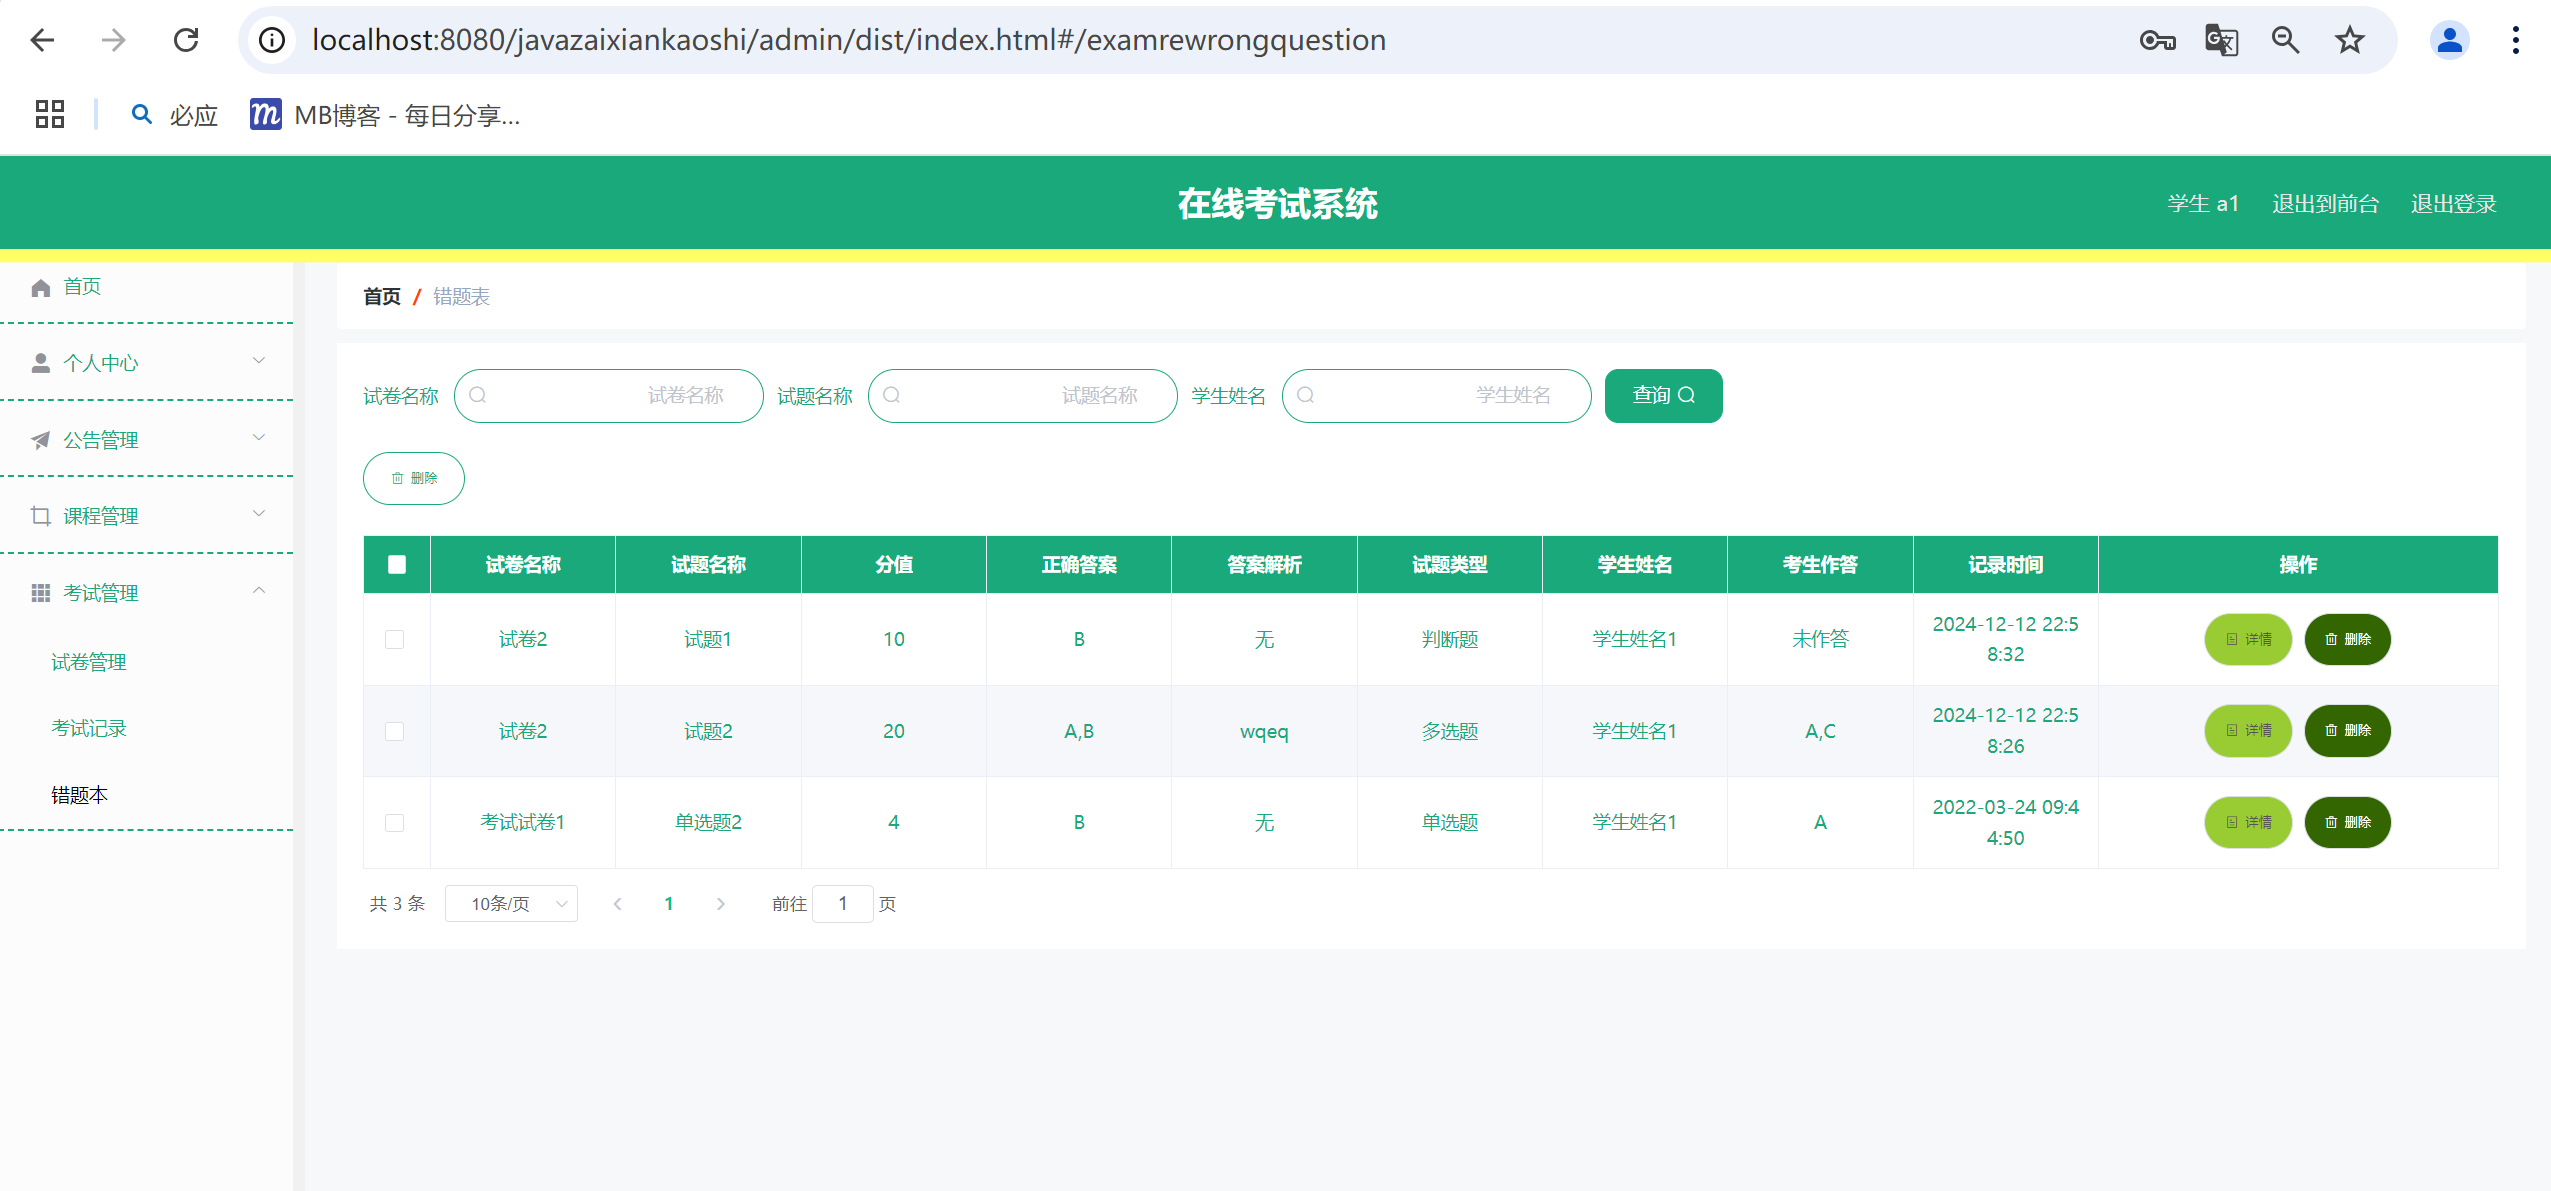 localhost:8080/javazaixiankaoshi/admin/dist/index.html#/examrewrongquestion
必应 MB博客 - 每日分享...
在线考试系统 学生 a1 退出到前台 退出登录
首页
个人中心
公告管理
课程管理
考试管理
试卷管理
考试记录
错题本
首页 / 错题表
试卷名称 试卷名称 试题名称 试题名称 学生姓名 学生姓名 查询
删除
试卷名称 试题名称 分值 正确答案 答案解析 试题类型 学生姓名 考生作答 记录时间 操作
试卷2 试题1 10 B 无 判断题 学生姓名1 未作答 2024-12-12 22:5
8:32 详情 删除
试卷2 试题2 20 A,B wqeq 多选题 学生姓名1 A,C 2024-12-12 22:5
8:26 详情 删除
考试试卷1 单选题2 4 B 无 单选题 学生姓名1 A 2022-03-24 09:4
4:50 详情 删除
共 3 条 10条/页 1 前往 1 页